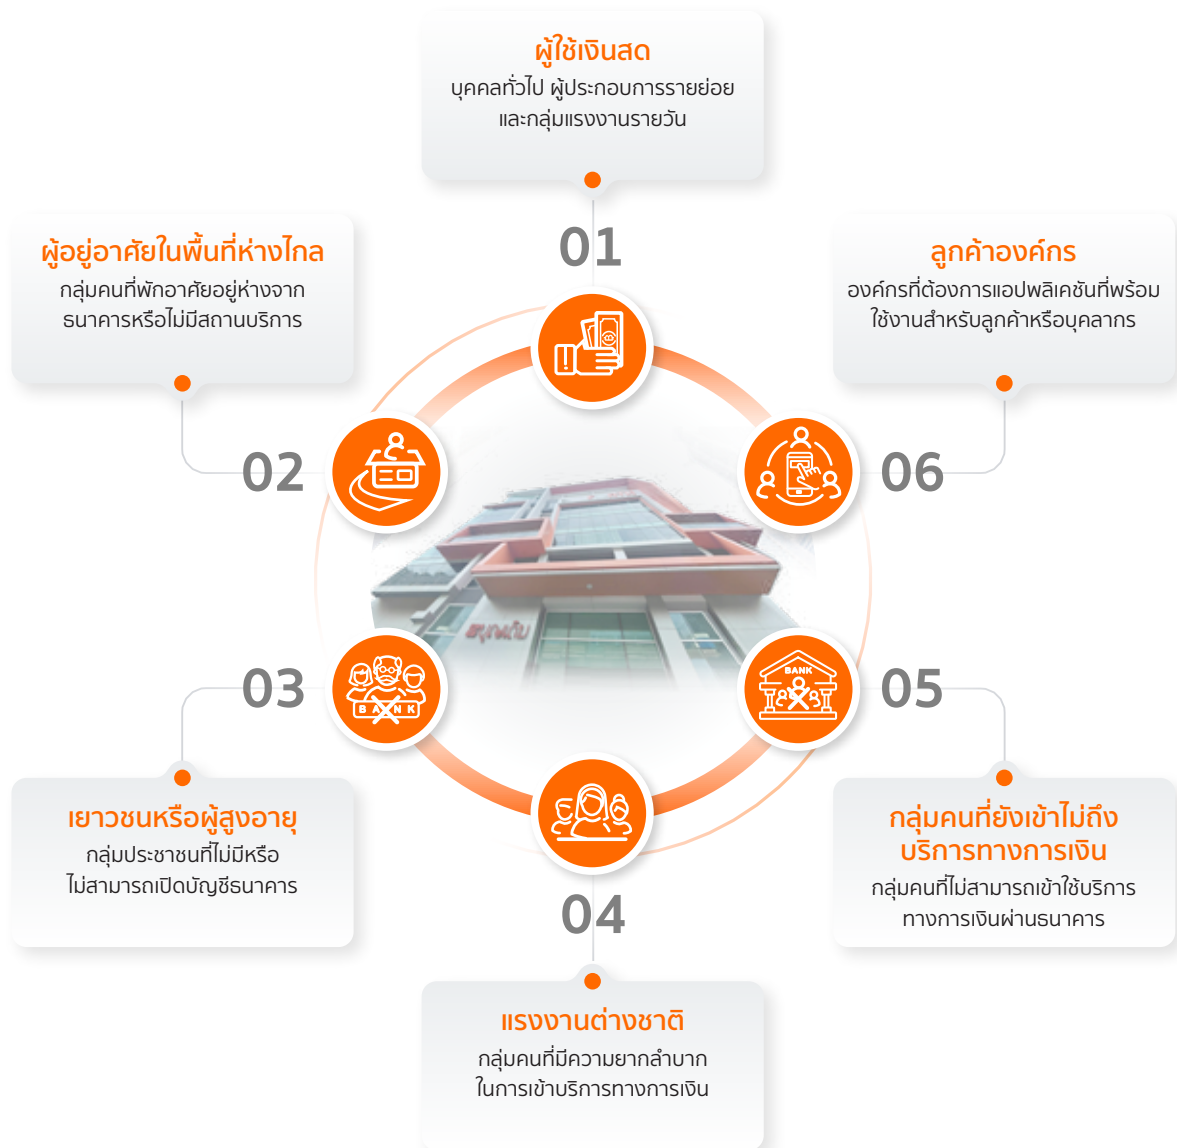 ผู้ใช้เงินสด
บุคคลทั่วไป ผู้ประกอบการรายย่อย
และกลุ่มแรงงานรายวัน
01
ผู้อยู่อาศัยในพื้นที่ห่างไกล
กลุ่มคนที่พักอาศัยอยู่ห่างจาก
ธนาคารหรือไม่มีสถานบริการ
02
เยาวชนหรือผู้สูงอายุ
กลุ่มประชาชนที่ไม่มีหรือ
ไม่สามารถเปิดบัญชีธนาคาร
03
BANK
แรงงานต่างชาติ
กลุ่มคนที่มีความยากลำบาก
ในการเข้าบริการทางการเงิน
04
กลุ่มคนที่ยังเข้าไม่ถึง
บริการทางการเงิน
กลุ่มคนที่ไม่สามารถเข้าใช้บริการ
ทางการเงินผ่านธนาคาร
05
BANK
ลูกค้าองค์กร
องค์กรที่ต้องการแอปพลิเคชันที่พร้อม
ใช้งานสำหรับลูกค้าหรือบุคลากร
06
บุญเติม